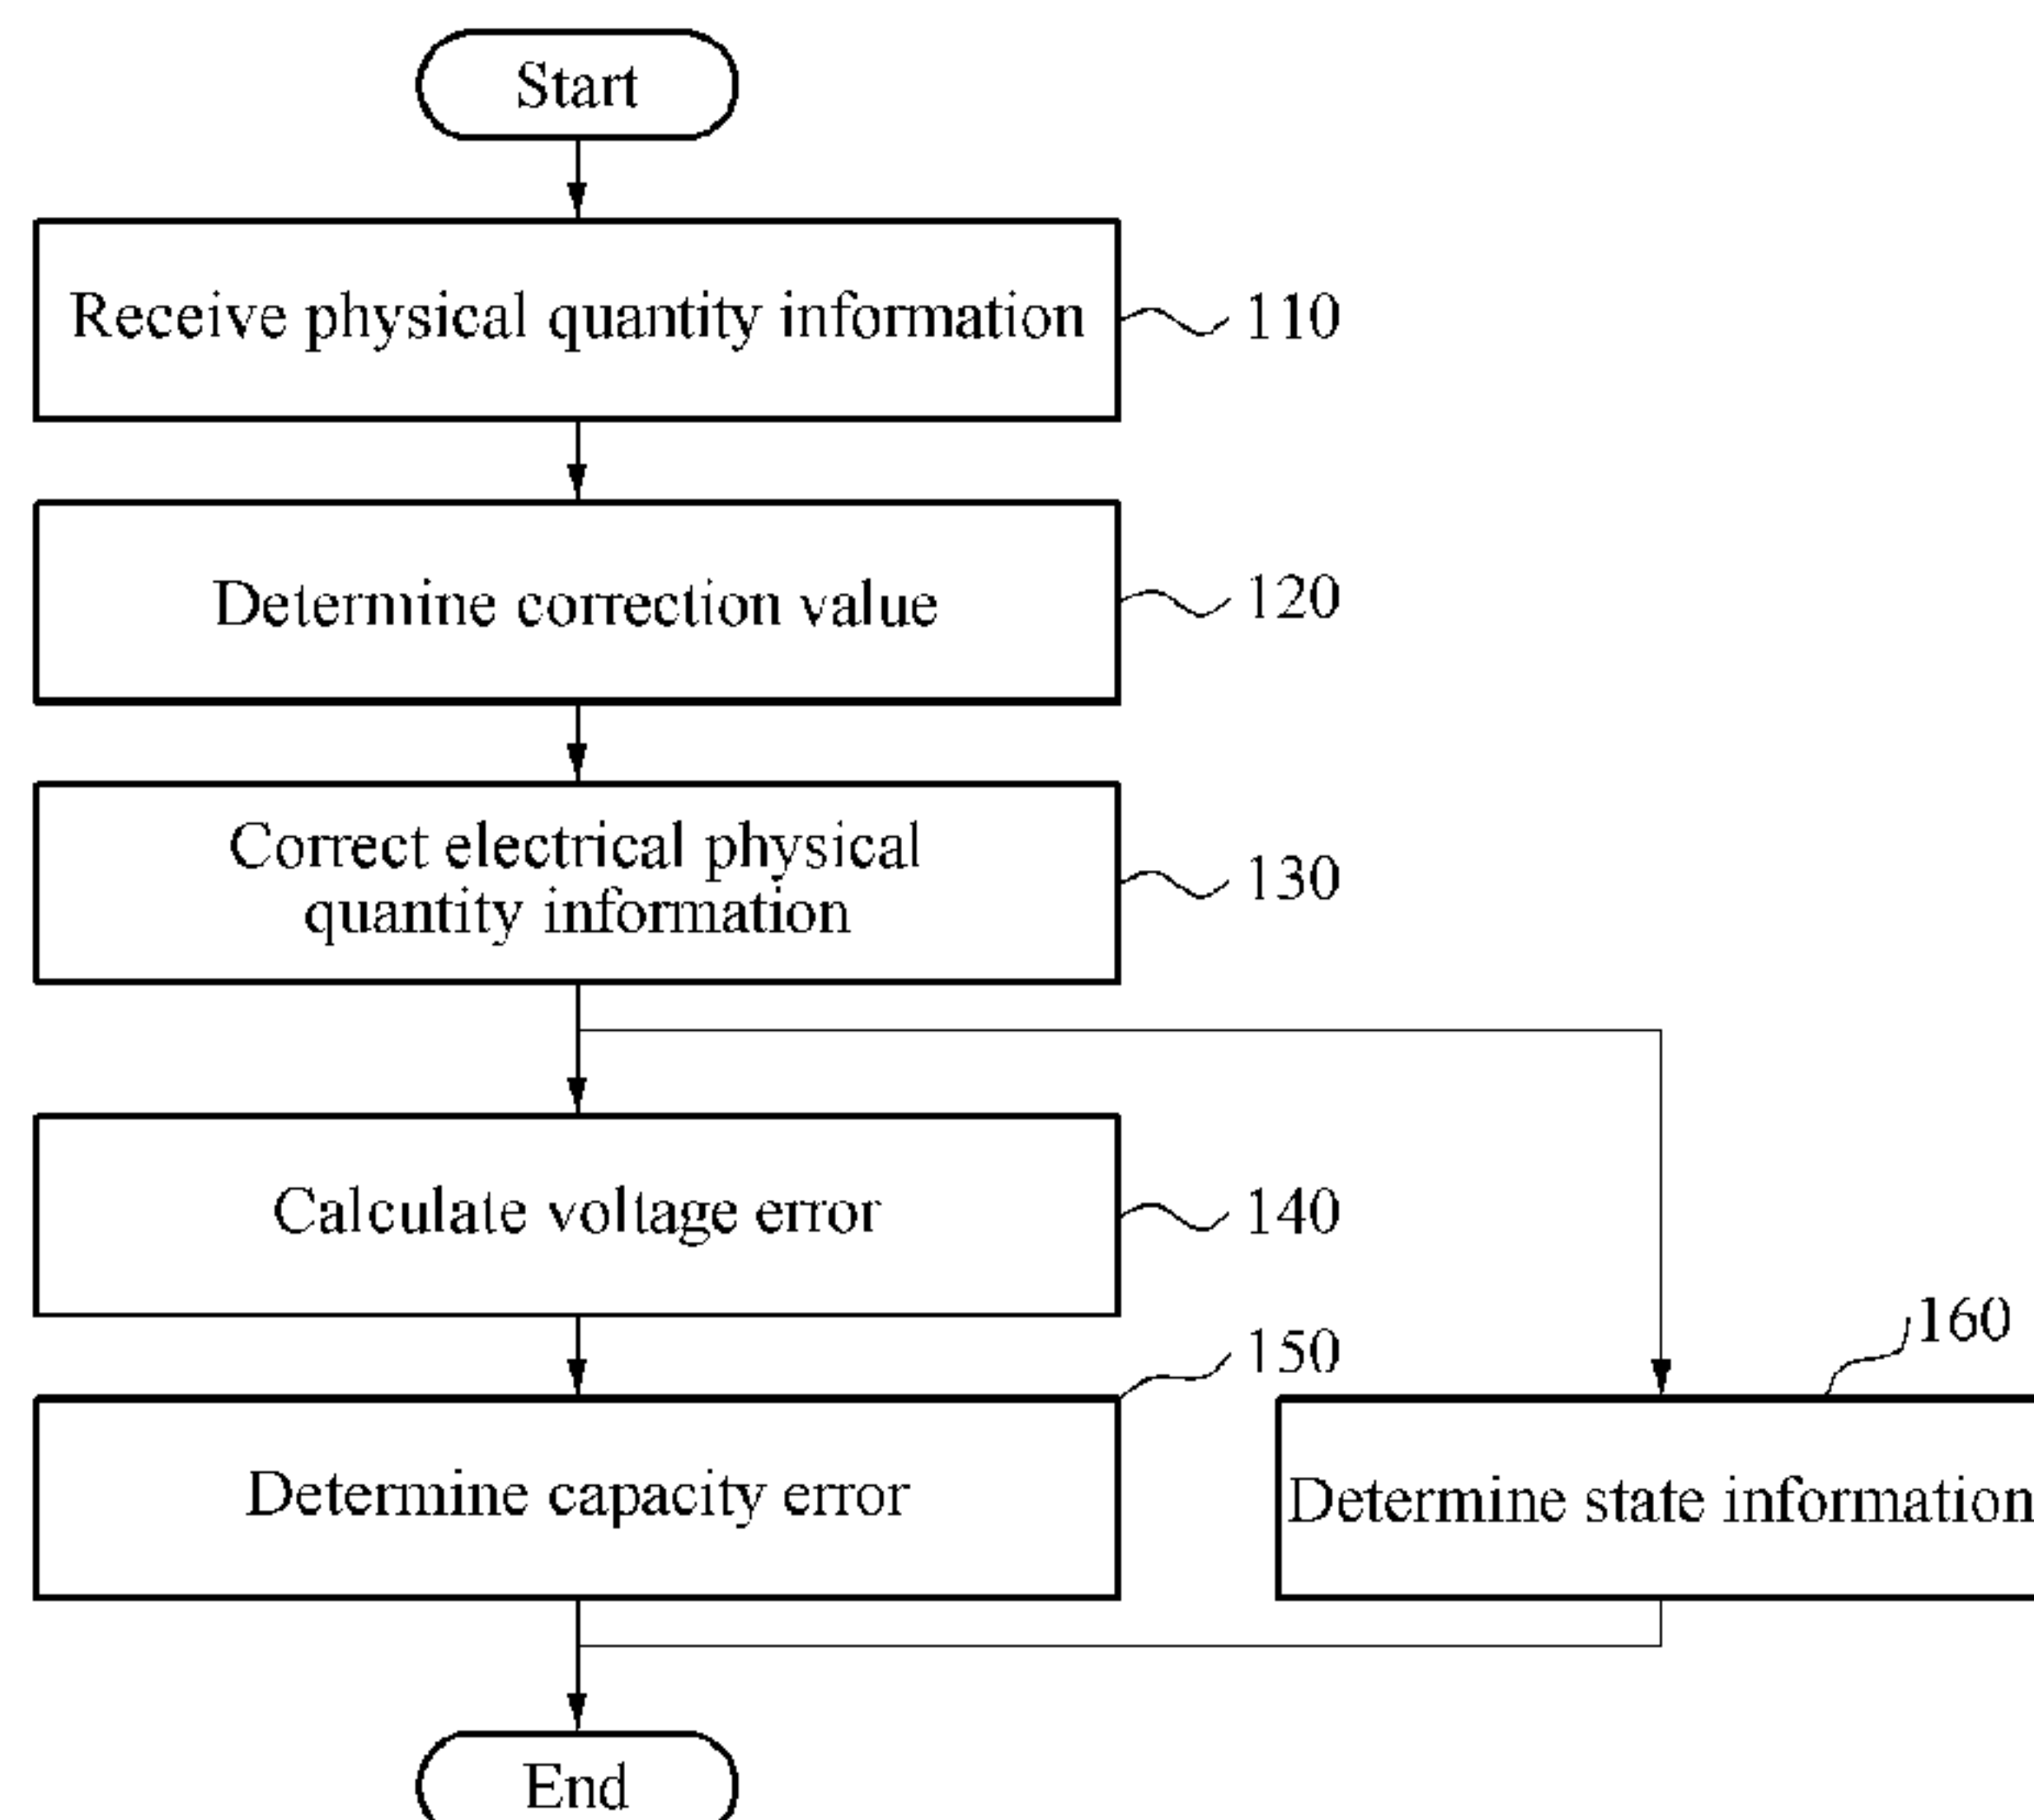 Start
Receive physical quantity information
110
Determine correction value
120
Correct electrical physical
quantity information
130
Calculate voltage error
140
150
160
Determine capacity error
Determine state information
End